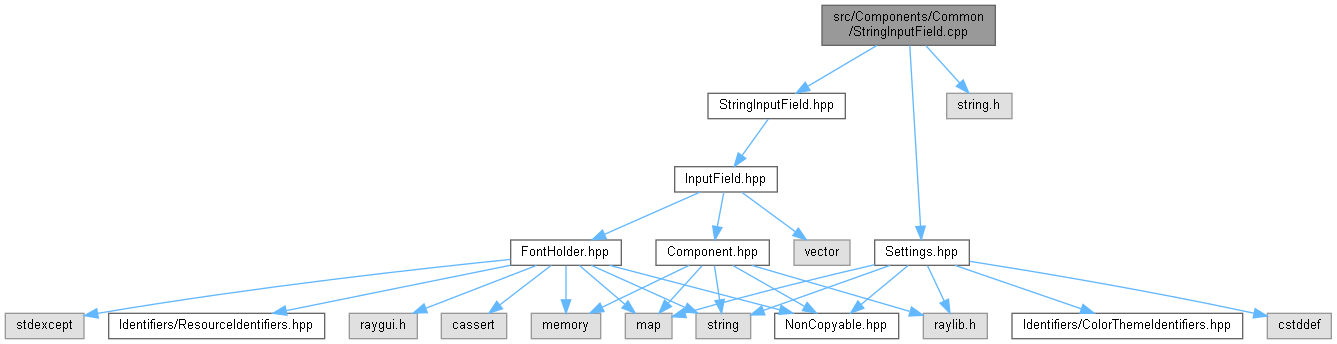 src/Components/Common
/StringInputField.cpp
StringInputField.hpp
string.h
InputField.hpp
FontHolder.hpp
Component.hpp
vector
Settings.hpp
stdexcept
Identifiers/ResourceIdentifiers.hpp
raygui.h
cassert
memory
map
string
NonCopyable.hpp
raylib.h
Identifiers/ColorThemeIdentifiers.hpp
cstddef